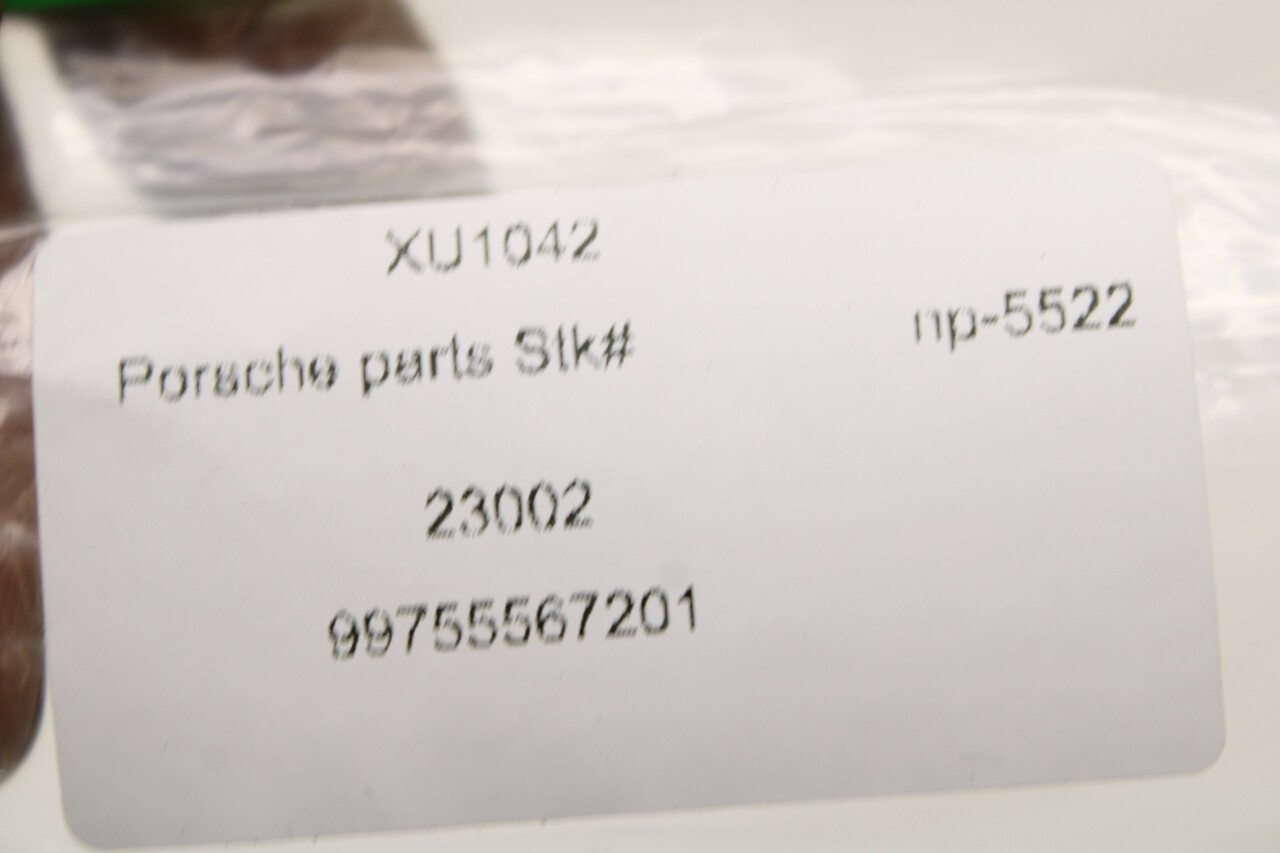 XU1042
np-5522
Porsche parts Stk#
23002
99755567201